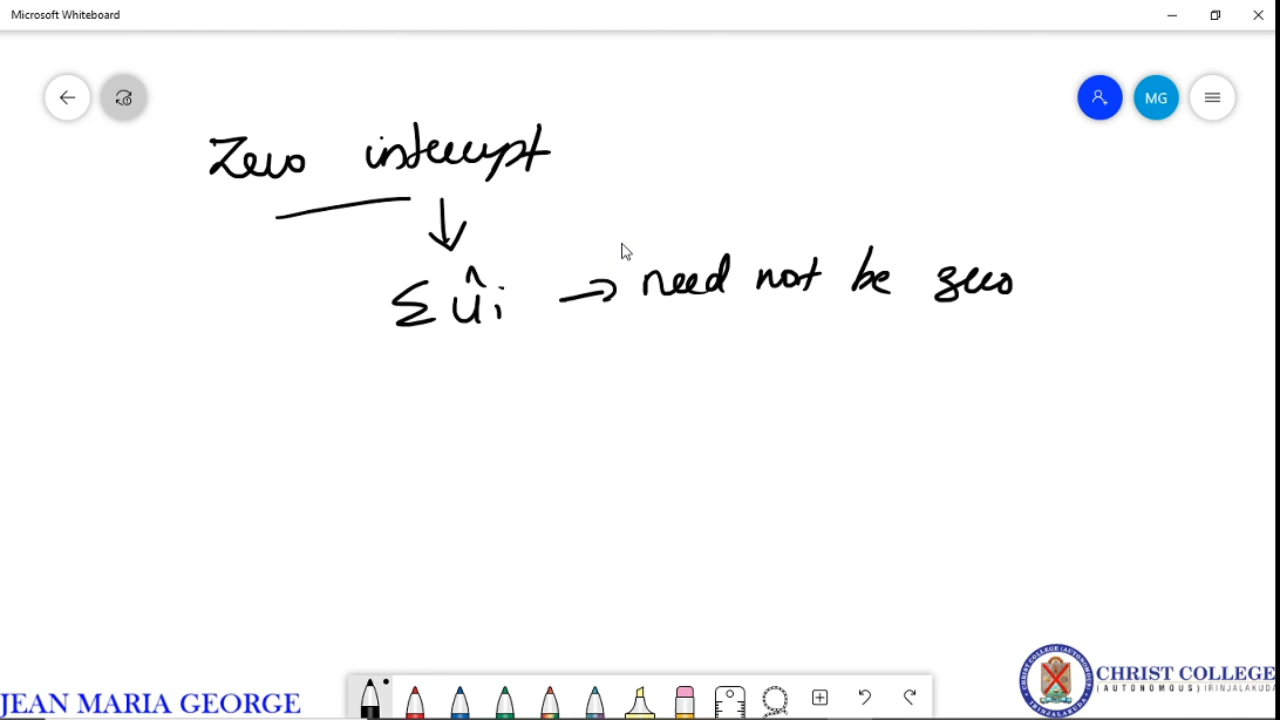 Microsoft Whiteboard
MG
Zero intercept
↓
Σ ûi → need not be zero
JEAN MARIA GEORGE
CHRIST COLLEGE
(AUTONOMOUS) IRINJALAKUDA